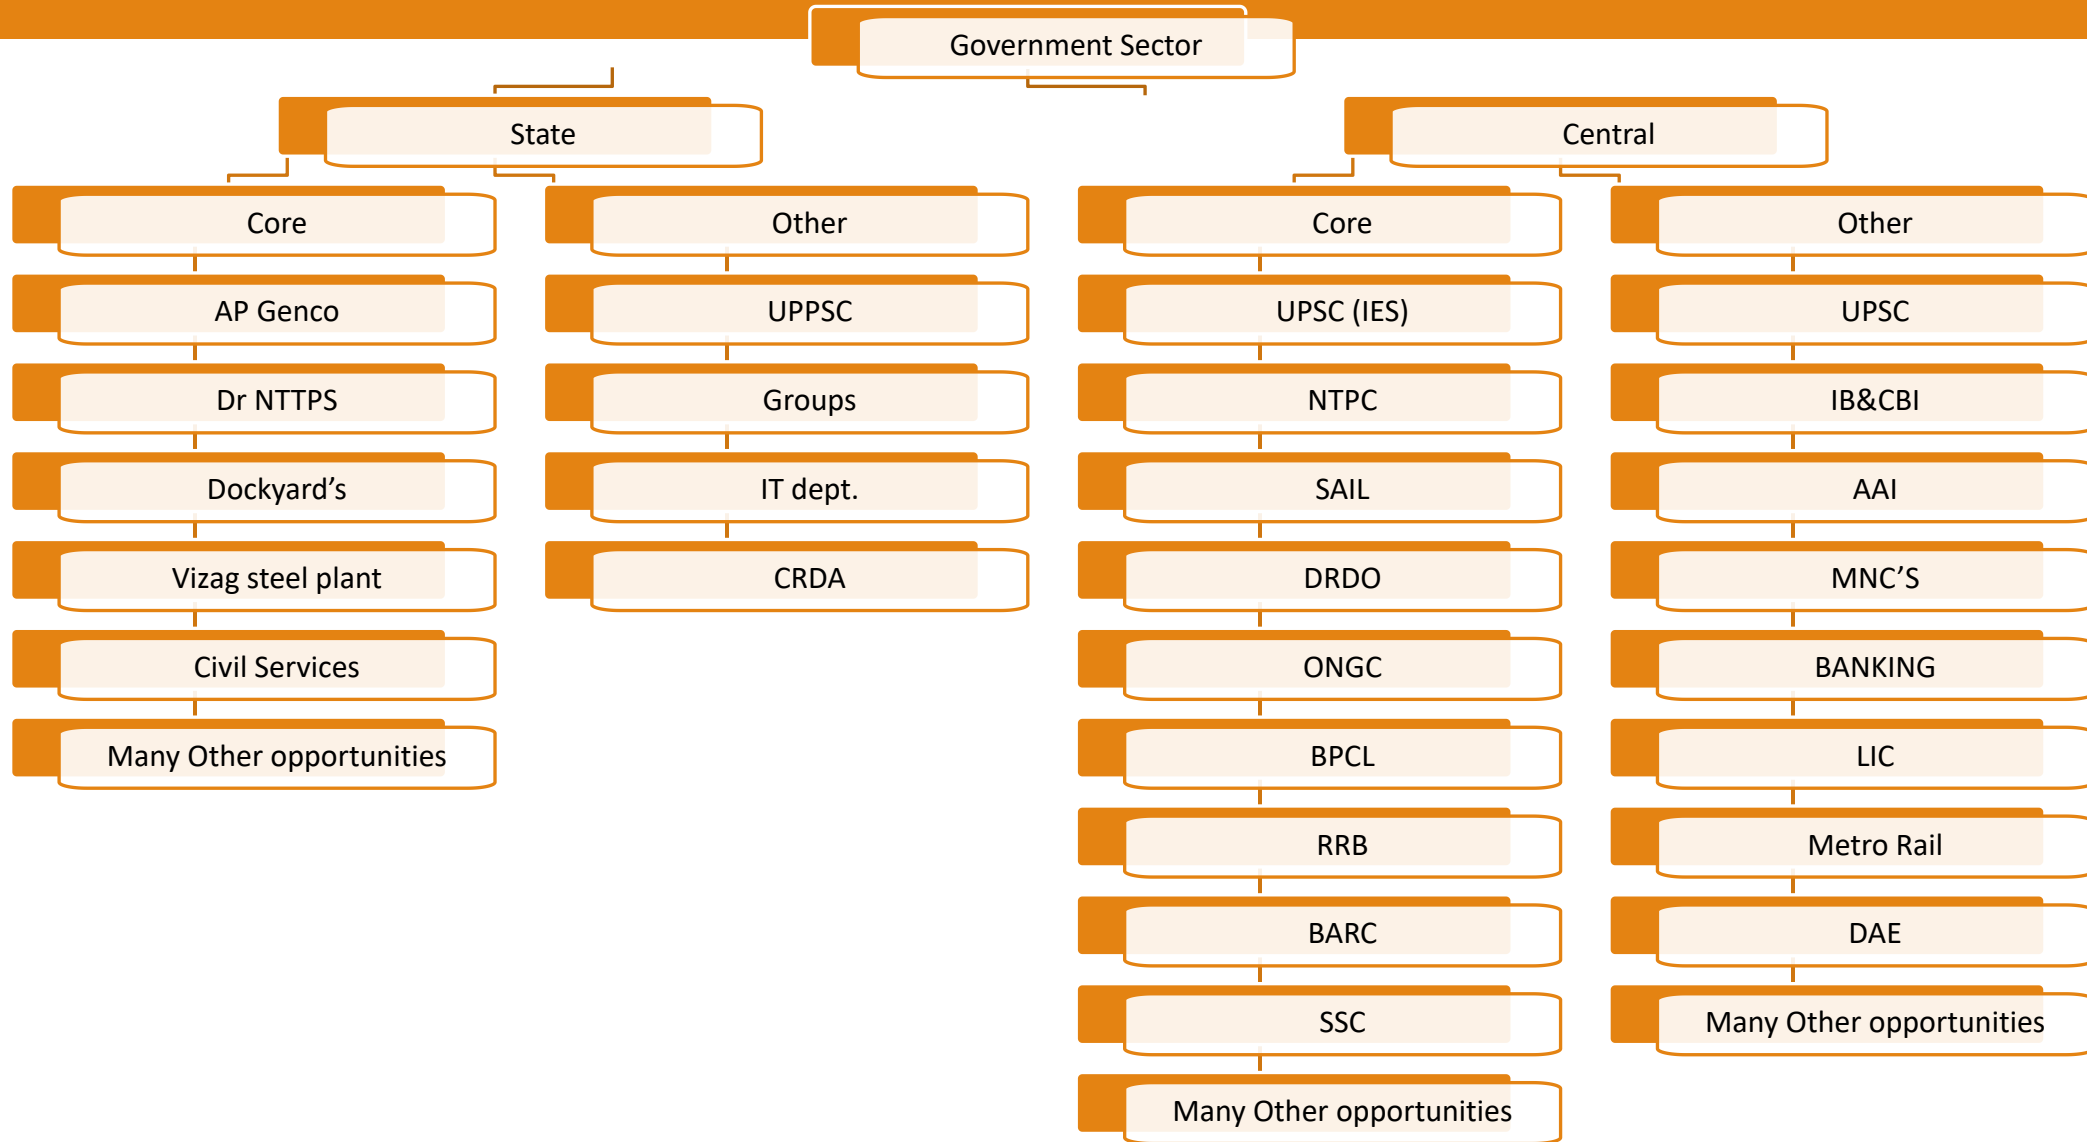 Government Sector
State
Central
Core
Other
Core
Other
AP Genco
UPPSC
UPSC (IES)
UPSC
Dr NTTPS
Groups
NTPC
IB&CBI
Dockyard’s
IT dept.
SAIL
AAI
Vizag steel plant
CRDA
DRDO
MNC’S
Civil Services
ONGC
BANKING
Many Other opportunities
BPCL
LIC
RRB
Metro Rail
BARC
DAE
SSC
Many Other opportunities
Many Other opportunities